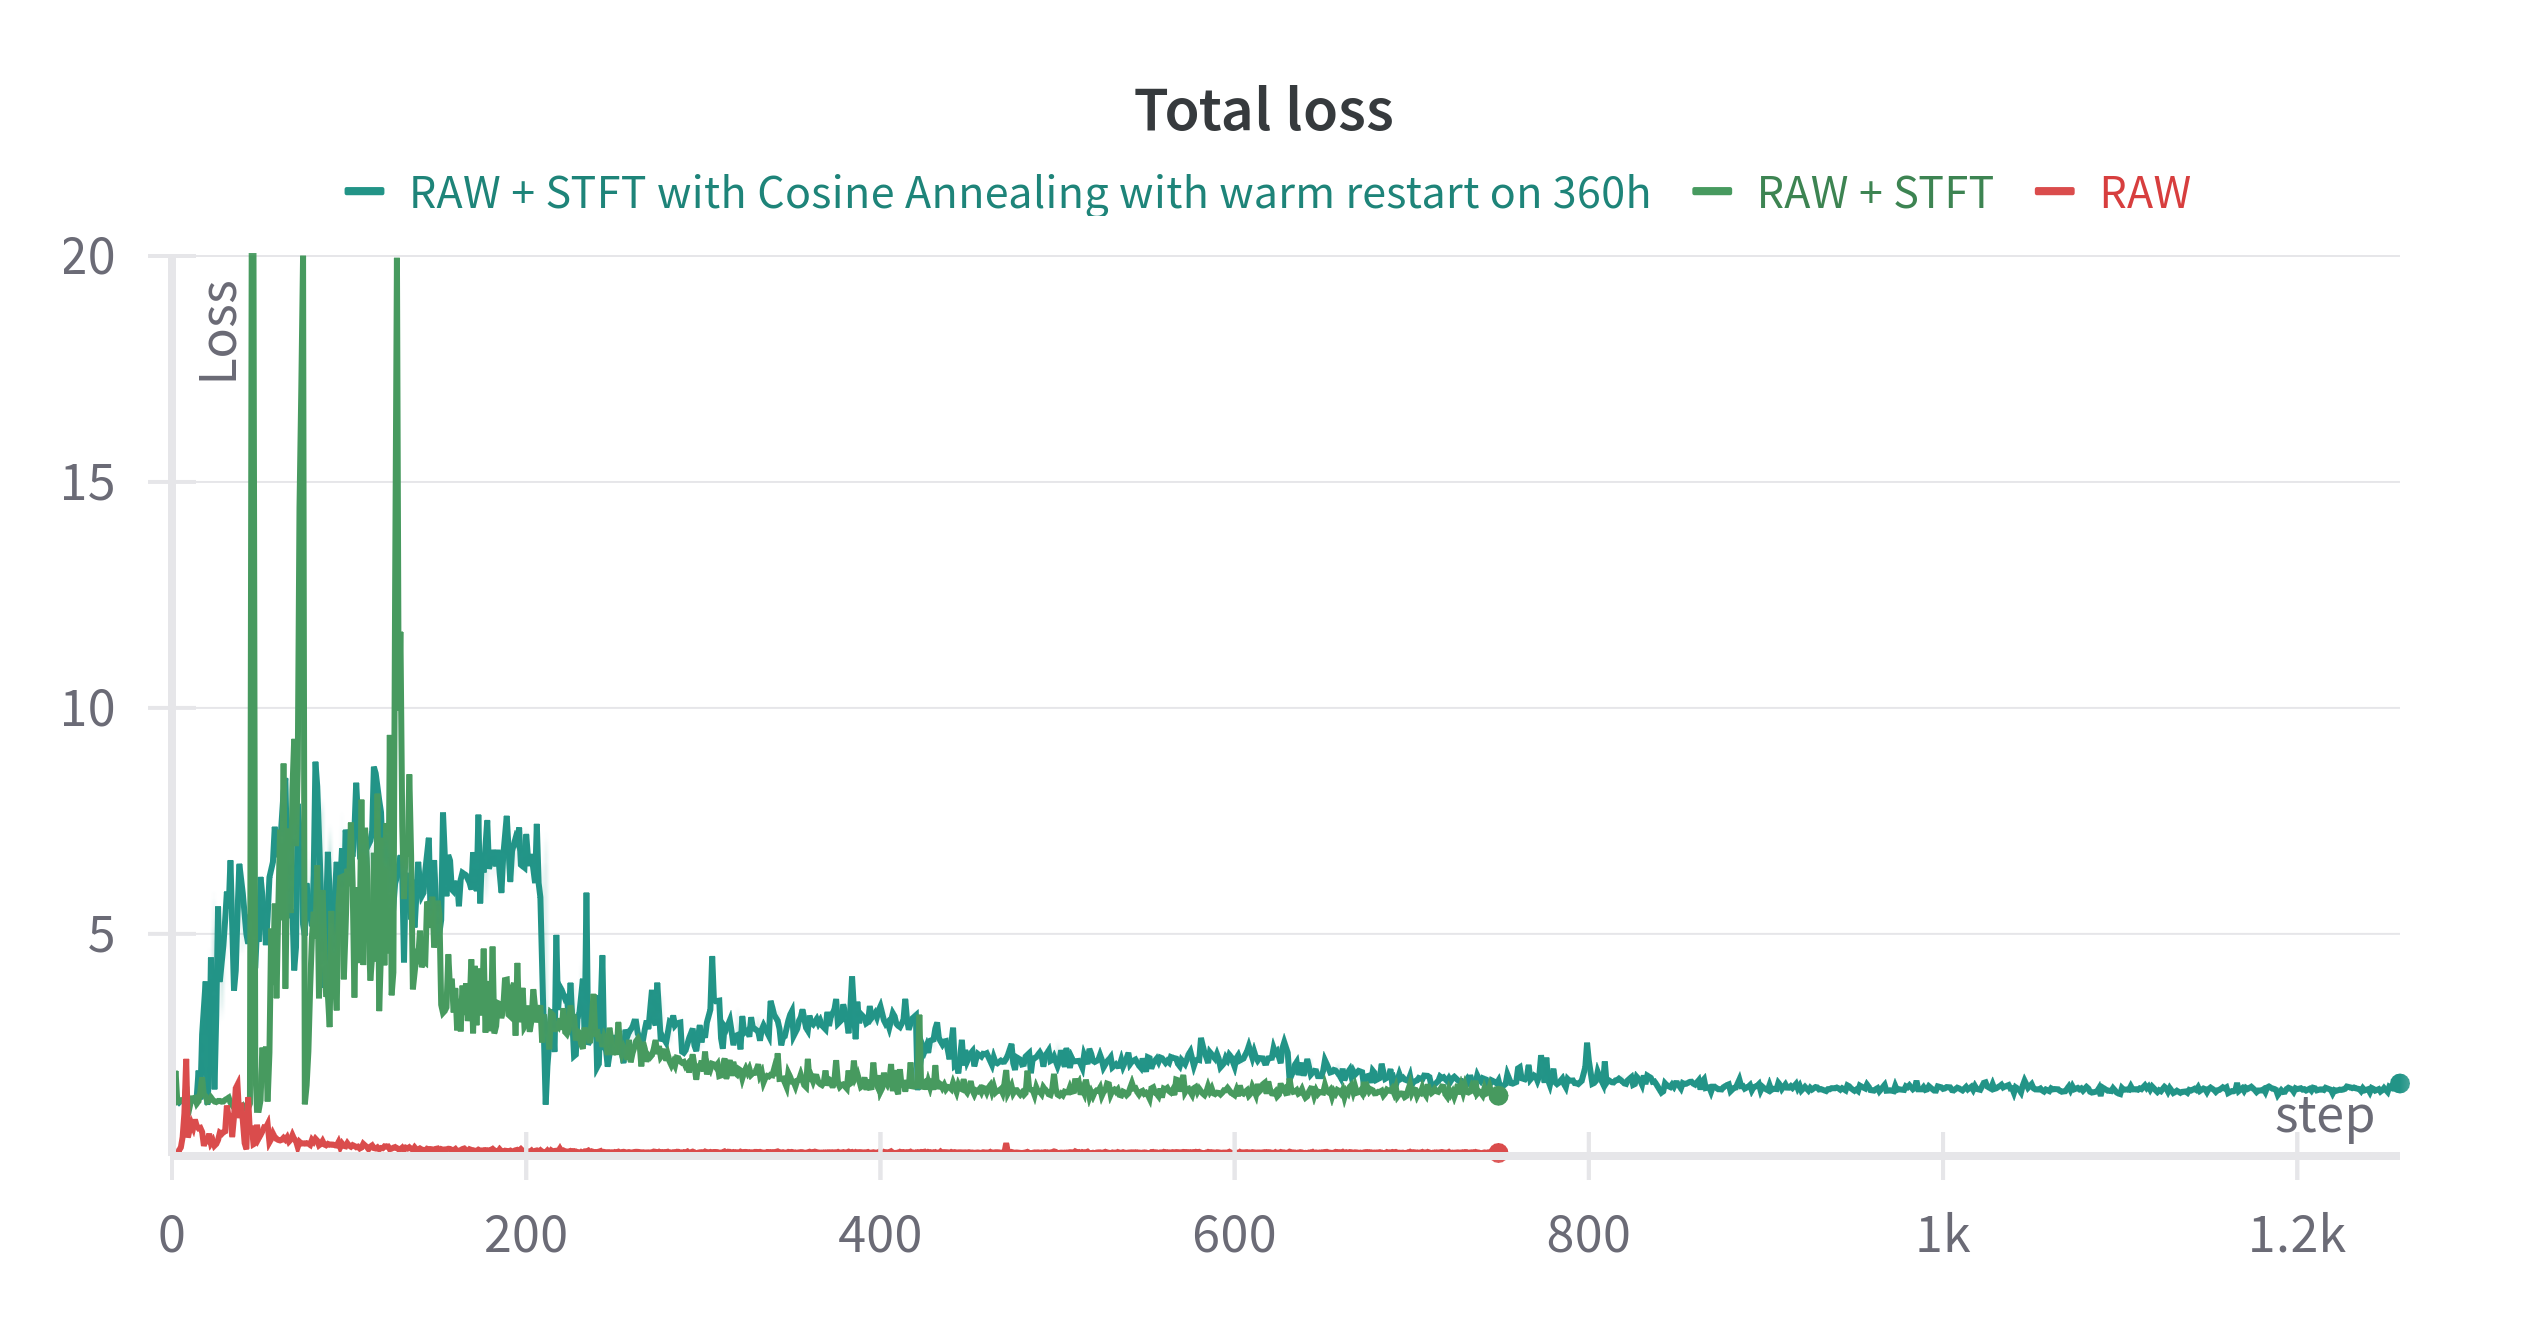 Total loss
RAW + STFT with Cosine Annealing with warm restart on 360h RAW + STFT RAW
20
Loss
15
10
5
step
0 200 400 600 800 1k 1.2k